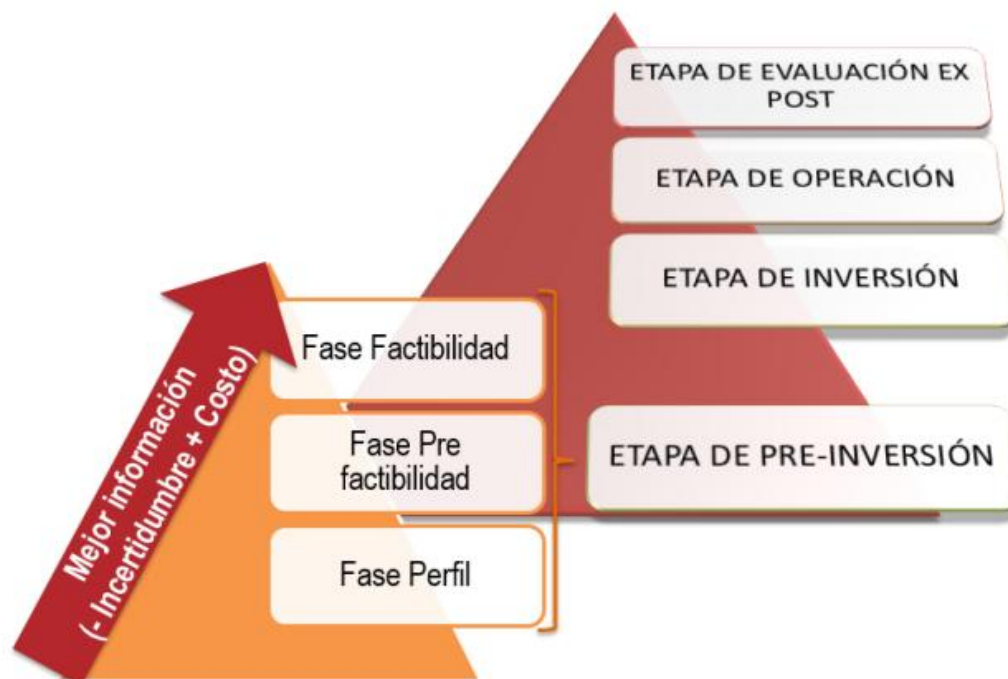 ETAPA DE EVALUACIÓN EX
POST
ETAPA DE OPERACIÓN
ETAPA DE INVERSIÓN
ETAPA DE PRE-INVERSIÓN
Fase Factibilidad
Fase Pre
factibilidad
Fase Perfil
Mejor información
(- Incertidumbre + Costo)